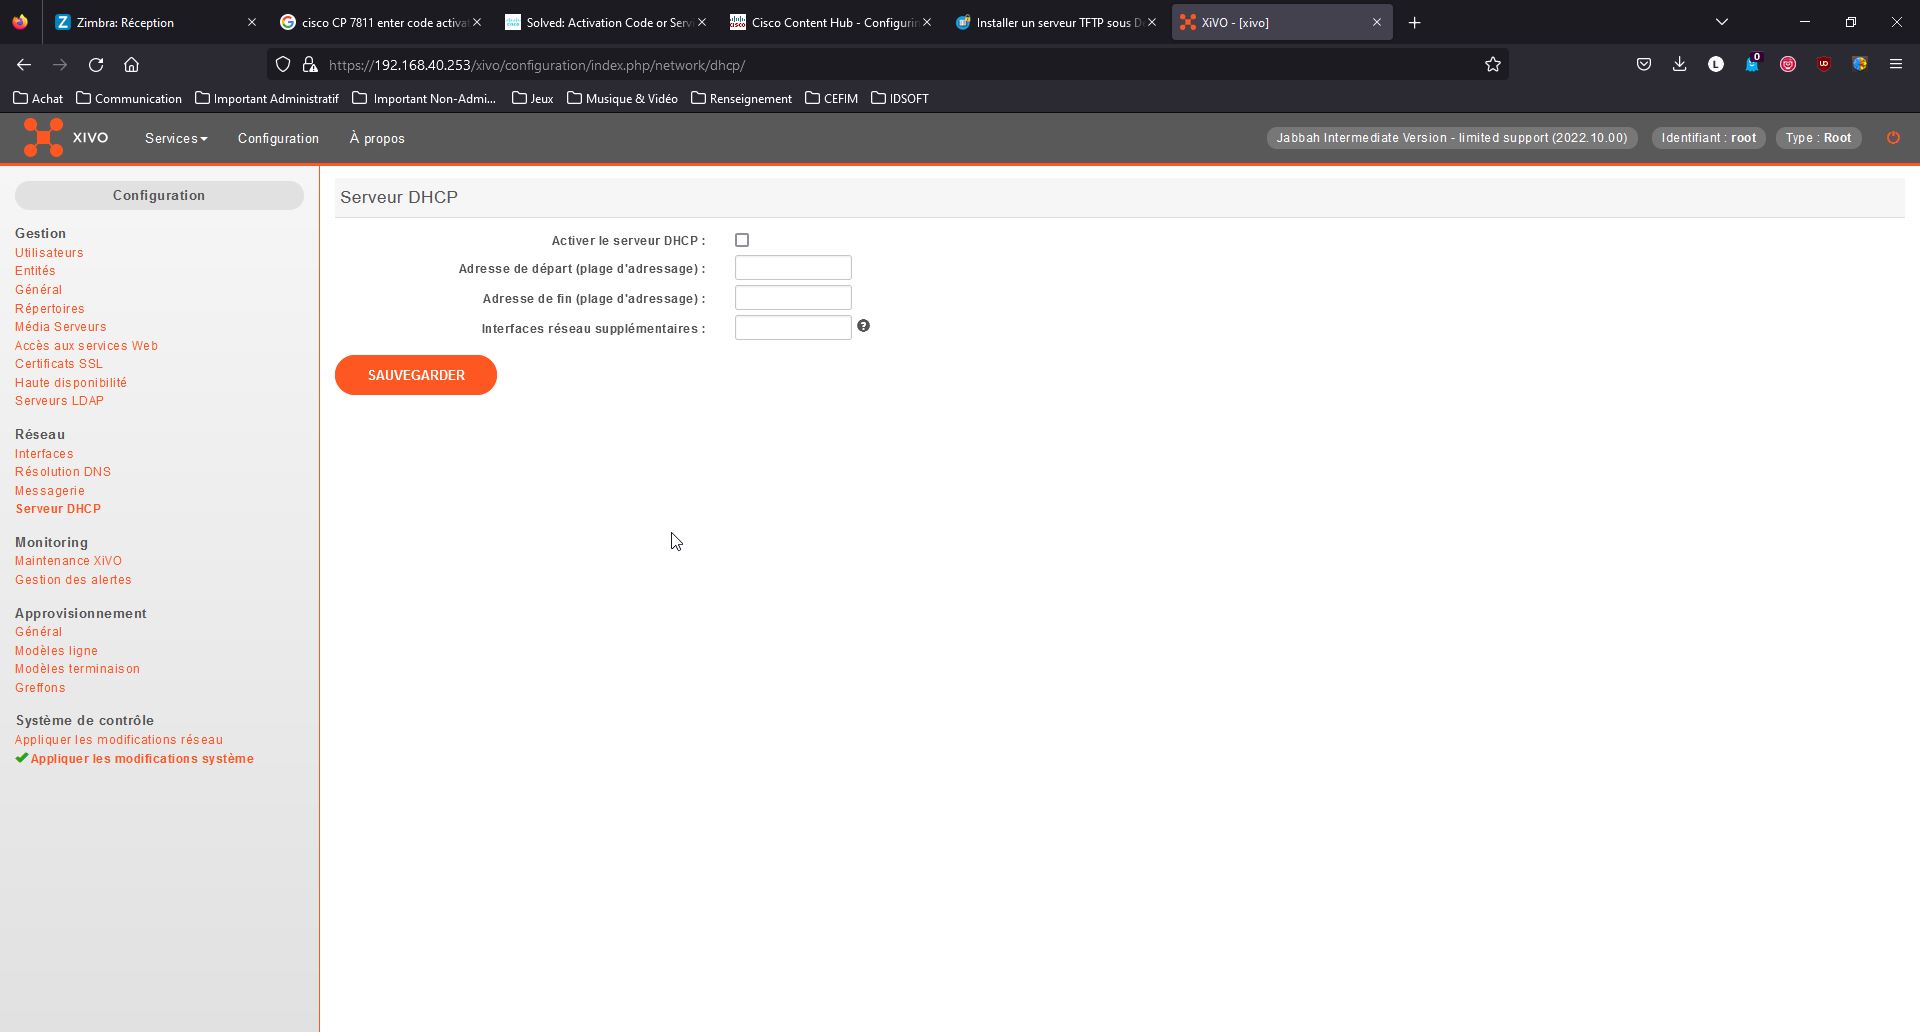 Zimbra: Réception
cisco CP 7811 enter code activat
Solved: Activation Code or Servi
Cisco Content Hub - Configurin
Installer un serveur TFTP sous De
XiVO - [xivo]
https://192.168.40.253/xivo/configuration/index.php/network/dhcp/
L
0
Achat
Communication
Important Administratif
Important Non-Admi...
Jeux
Musique & Vidéo
Renseignement
CEFIM
IDSOFT
XIVO
Services
Configuration
À propos
Jabbah Intermediate Version - limited support (2022.10.00)
Identifiant : root
Type : Root
Configuration
Gestion
Utilisateurs
Entités
Général
Répertoires
Média Serveurs
Accès aux services Web
Certificats SSL
Haute disponibilité
Serveurs LDAP
Réseau
Interfaces
Résolution DNS
Messagerie
Serveur DHCP
Monitoring
Maintenance XiVO
Gestion des alertes
Approvisionnement
Général
Modèles ligne
Modèles terminaison
Greffons
Système de contrôle
Appliquer les modifications réseau
Appliquer les modifications système
Serveur DHCP
Activer le serveur DHCP :
Adresse de départ (plage d'adressage) :
Adresse de fin (plage d'adressage) :
Interfaces réseau supplémentaires :
?
SAUVEGARDER